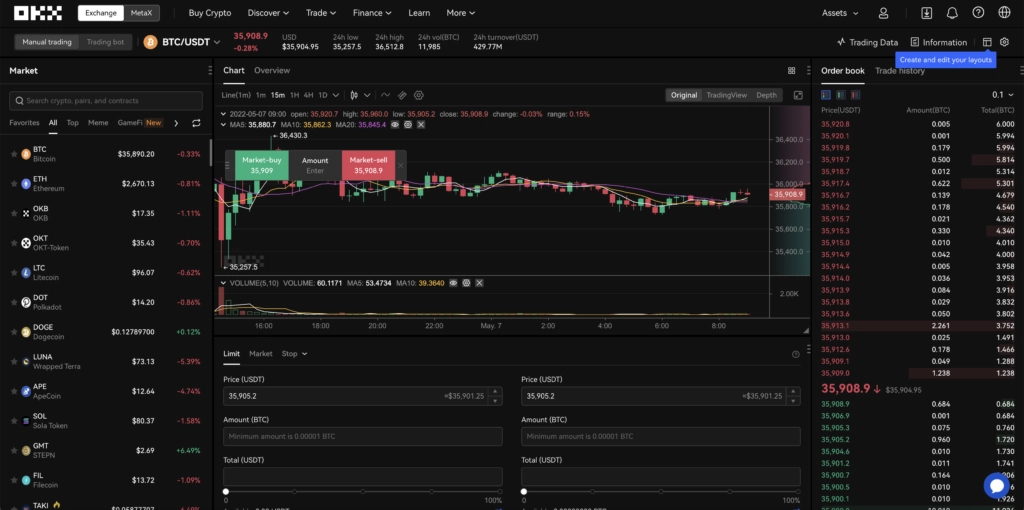 OKX Exchange MetaX Buy Crypto Discover Trade Finance Learn More Assets
Manual trading Trading bot BTC/USDT 35,908.9 -0.28% USD $35,904.95 24h low 35,257.5 24h high 36,512.8 24h vol(BTC) 11,985 24h turnover(USDT) 429.77M Trading Data Information
Create and edit your layouts
Market
Search crypto, pairs, and contracts
Favorites All Top Meme GameFi New
BTC $35,890.20 -0.33%
Bitcoin
ETH $2,670.13 -0.81%
Ethereum
OKB $17.35 -1.11%
OKB
OKT $35.43 -0.70%
OKT-Token
LTC $96.07 -0.62%
Litecoin
DOT $14.20 -0.86%
Polkadot
DOGE $0.12789700 +0.12%
Dogecoin
LUNA $73.13 -5.39%
Wrapped Terra
APE $12.64 -4.74%
ApeCoin
SOL $80.37 -1.58%
Sola Token
GMT $2.69 +6.49%
STEPN
FIL $13.72 -1.09%
Filecoin
TAKI
Chart Overview
Line(1m) 1m 15m 1H 4H 1D Original TradingView Depth
2022-05-07 09:00 open: 35,920.7 high: 35,960.0 low: 35,905.2 close: 35,908.9 change: -0.03% range: 0.15%
MA5: 35,880.7 MA10: 35,862.3 MA20: 35,845.4
36,430.3
Market-buy 35,909 Amount Enter Market-sell 35,908.9
36,400.0
36,200.0
36,000.0
35,908.9
35,800.0
35,600.0
35,400.0
OKX
35,257.5
VOLUME(5,10) VOLUME: 60.1171 MA5: 53.4734 MA10: 39.3640
2.00K
16:00 18:00 20:00 22:00 May. 7 2:00 4:00 6:00 8:00
Limit Market Stop
Price (USDT) Price (USDT)
35,905.2 ≈$35,901.25 35,905.2 ≈$35,901.25
Amount (BTC) Amount (BTC)
Minimum amount is 0.00001 BTC Minimum amount is 0.00001 BTC
Total (USDT) Total (USDT)
0 100% 0 100%
Order book Trade history
0.1
Price(USDT) Amount(BTC) Total(BTC)
35,920.8 0.005 6.000
35,920.1 0.001 5.994
35,919.8 0.179 5.994
35,919.7 0.500 5.814
35,918.7 0.012 5.314
35,917.4 0.622 5.301
35,916.7 0.139 4.679
35,916.2 0.178 4.540
35,915.7 0.021 4.362
35,915.3 0.330 4.340
35,915.0 0.010 4.010
35,914.9 0.042 4.000
35,914.4 0.005 3.958
35,914.0 0.036 3.953
35,913.9 0.084 3.916
35,913.8 0.029 3.832
35,913.6 0.050 3.802
35,913.1 2.261 3.752
35,913.0 0.025 1.491
35,912.6 0.178 1.466
35,909.1 0.049 1.288
35,909.0 1.238 1.238
35,908.9 $35,904.95
35,908.9 0.684 0.684
35,906.9 0.001 0.684
35,905.3 0.075 0.760
35,905.2 0.960 1.720
35,904.6 0.010 1.730
35,901.2 0.011 1.741
35,900.7 0.164
35,900.5 0.010
35,900.1 0.010 1.926